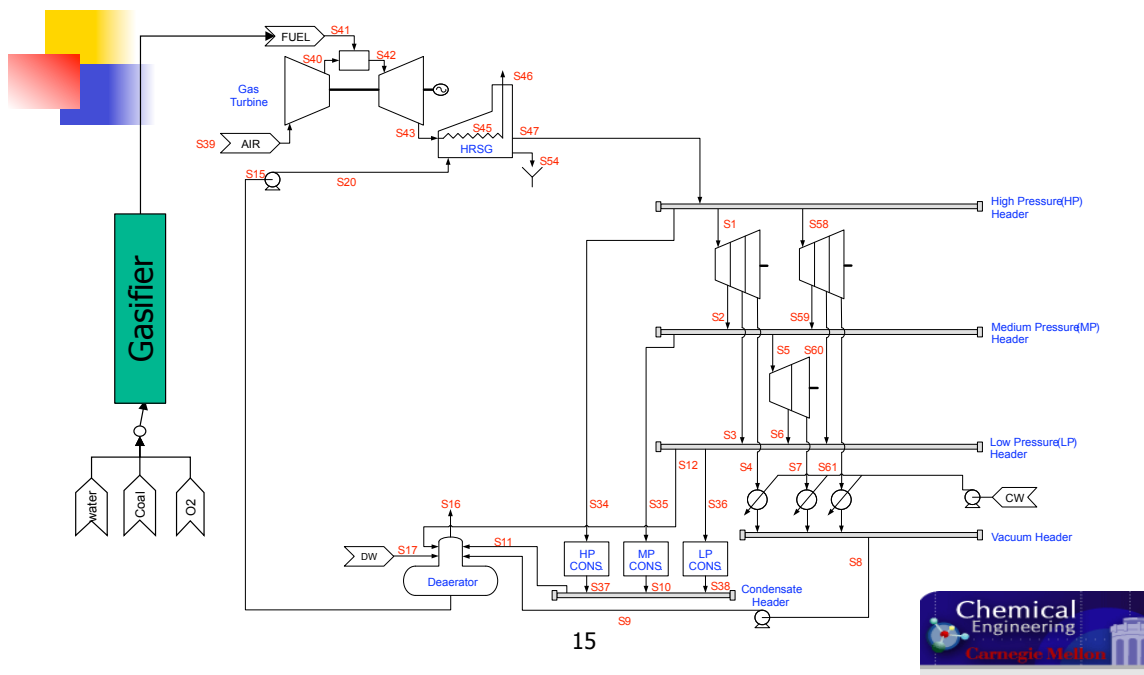 FUEL
S41
S40
S42
Gas
Turbine
S46
S43
S45
S47
S39
AIR
HRSG
S54
S15
S20
High Pressure(HP)
Header
S1
S58
Gasifier
S2
S59
Medium Pressure(MP)
Header
S5
S60
S3
S6
Low Pressure(LP)
Header
S12
S4
S7
S61
water
Coal
O2
S16
S34
S35
S36
CW
S17
S11
DW
HP
CONS.
MP
CONS.
LP
CONS.
Vacuum Header
S8
Deaerator
S37
S10
S38
Condensate
Header
S9
15
Chemical
Engineering
Carnegie Mellon